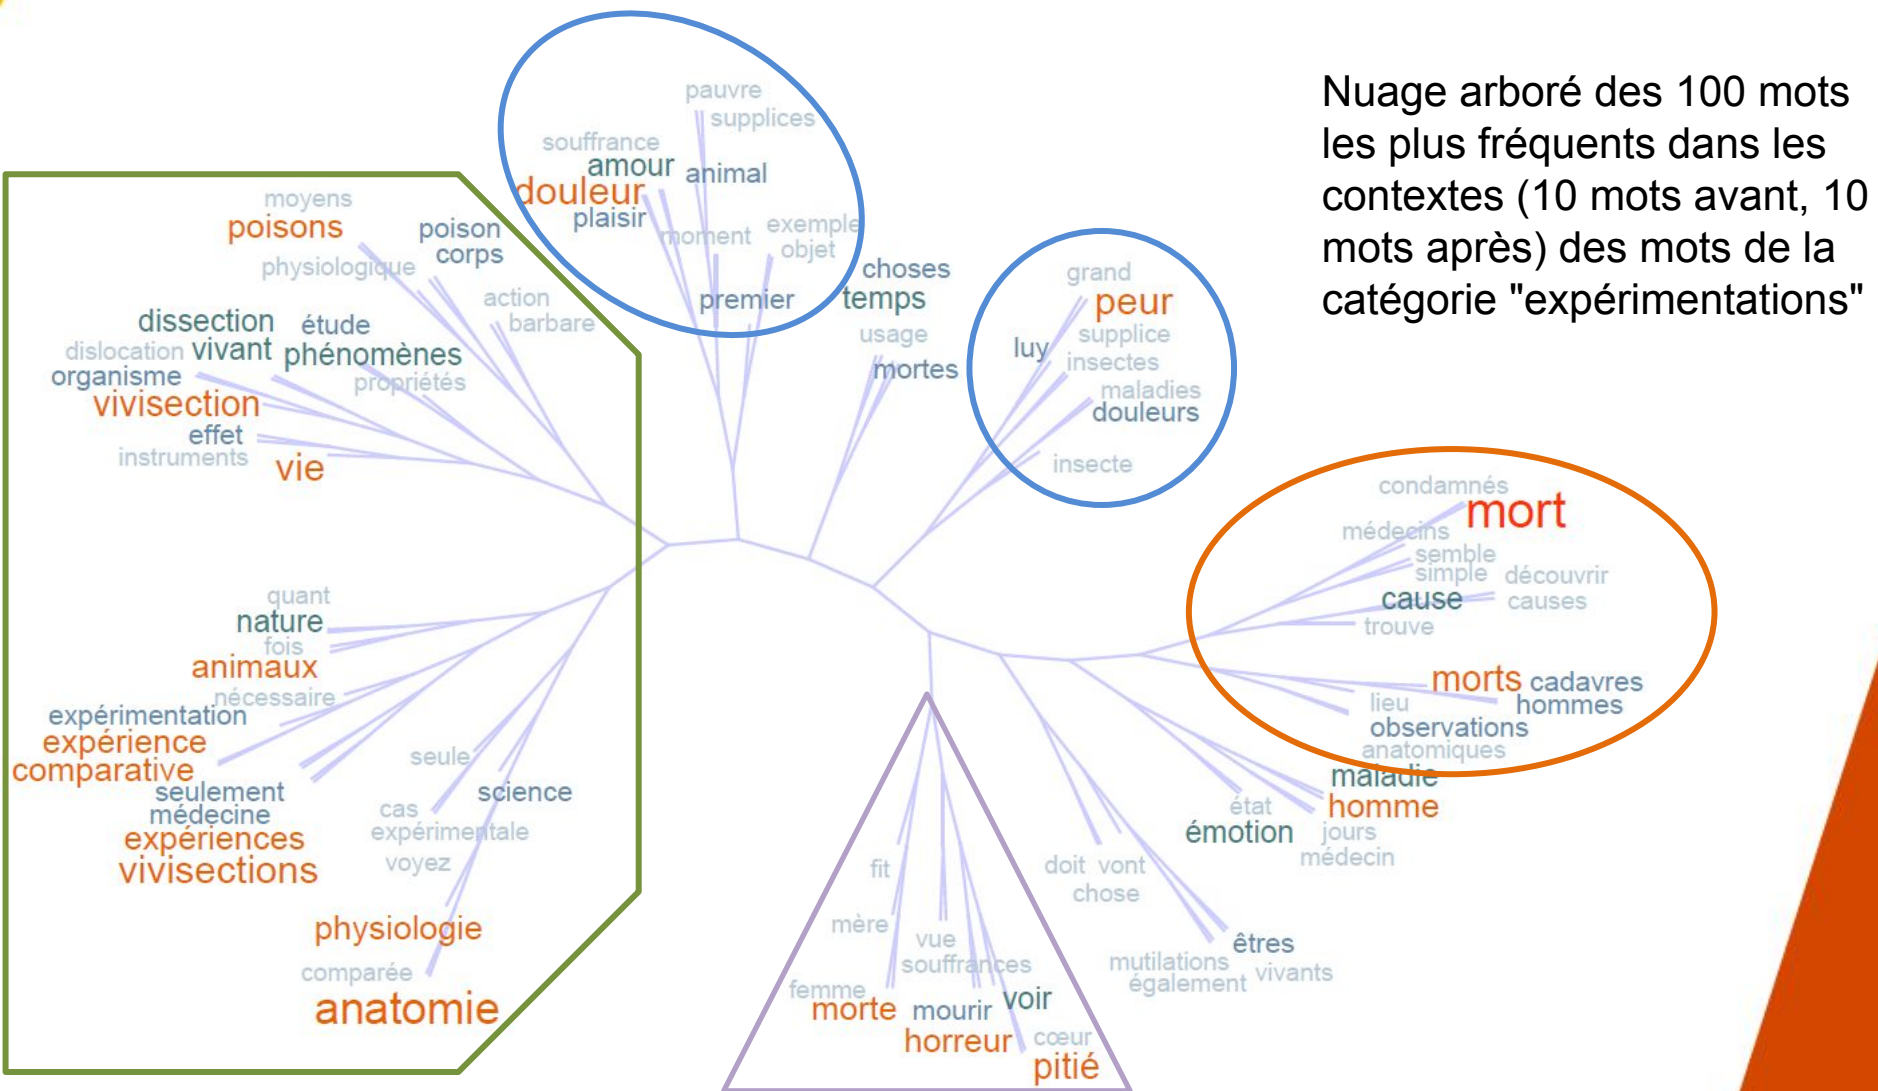 Nuage arboré des 100 mots
les plus fréquents dans les
contextes (10 mots avant, 10
mots après) des mots de la
catégorie "expérimentations"
moyens
poisons
physiologique
poison
corps
action
barbare
dissection
étude
dislocation vivant phénomènes
organisme
propriétés
vivisection
effet
instruments
vie
pauvre
supplices
souffrance
amour
animal
douleur
plaisir
moment
exemple
objet
premier
choses
temps
usage
mortes
grand
peur
supplice
luy
insectes
maladies
douleurs
insecte
condamnés
mort
médecins
semble
simple
découvrir
cause
causes
trouve
morts cadavres
lieu
hommes
observations
anatomiques
maladie
état
homme
émotion
jours
médecin
quant
nature
fois
animaux
nécessaire
expérimentation
expérience
comparative
seulement
médecine
expériences
vivisections
seule
science
cas
expérimentale
voyez
physiologie
comparée
anatomie
fit
mère
vue
souffrances
femme
morte
mourir
voir
horreur
cœur
pitié
doit vont
chose
êtres
mutilations
vivants
également